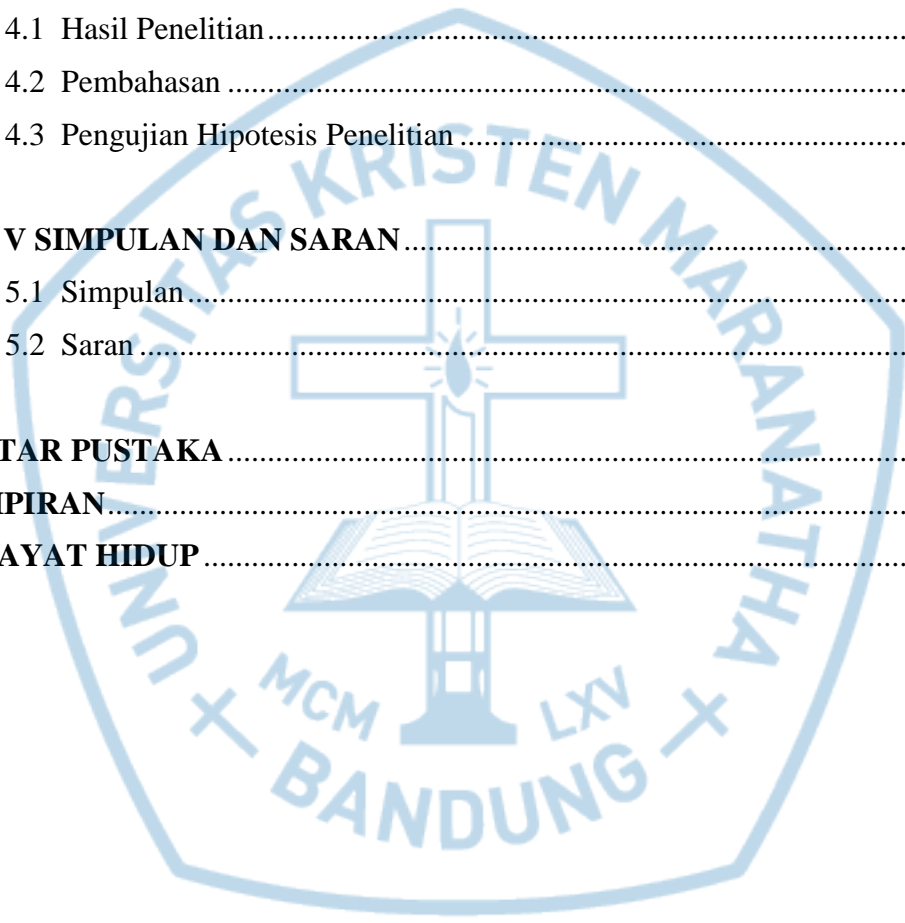 4.1 Hasil Penelitian
4.2 Pembahasan
4.3 Pengujian Hipotesis Penelitian
V SIMPULAN DAN SARAN
5.1 Simpulan
5.2 Saran
TAR PUSTAKA
PIRAN
AYAT HIDUP
UNIVERSITAS KRISTEN MARANATHA
MCM LXV
BANDUNG